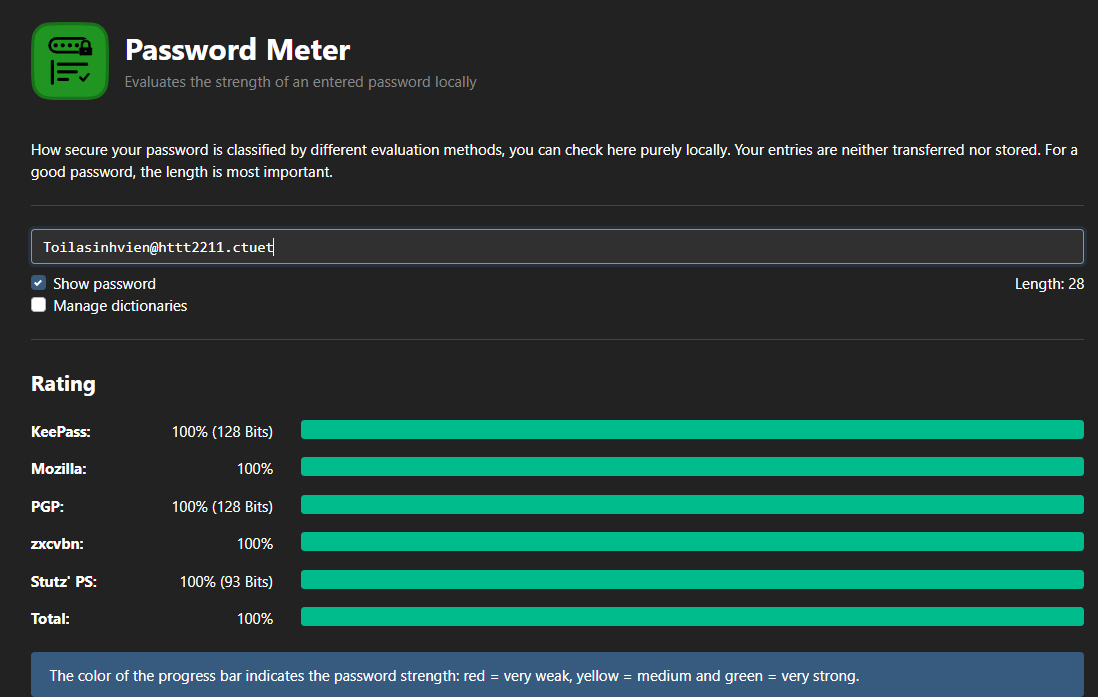 Password Meter
Evaluates the strength of an entered password locally
How secure your password is classified by different evaluation methods, you can check here purely locally. Your entries are neither transferred nor stored. For a
good password, the length is most important.
Toilasinhvien@httt2211.ctuet
Show password
Length: 28
Manage dictionaries
Rating
KeePass: 100% (128 Bits)
Mozilla: 100%
PGP: 100% (128 Bits)
zxcvbn: 100%
Stutz' PS: 100% (93 Bits)
Total: 100%
The color of the progress bar indicates the password strength: red = very weak, yellow = medium and green = very strong.